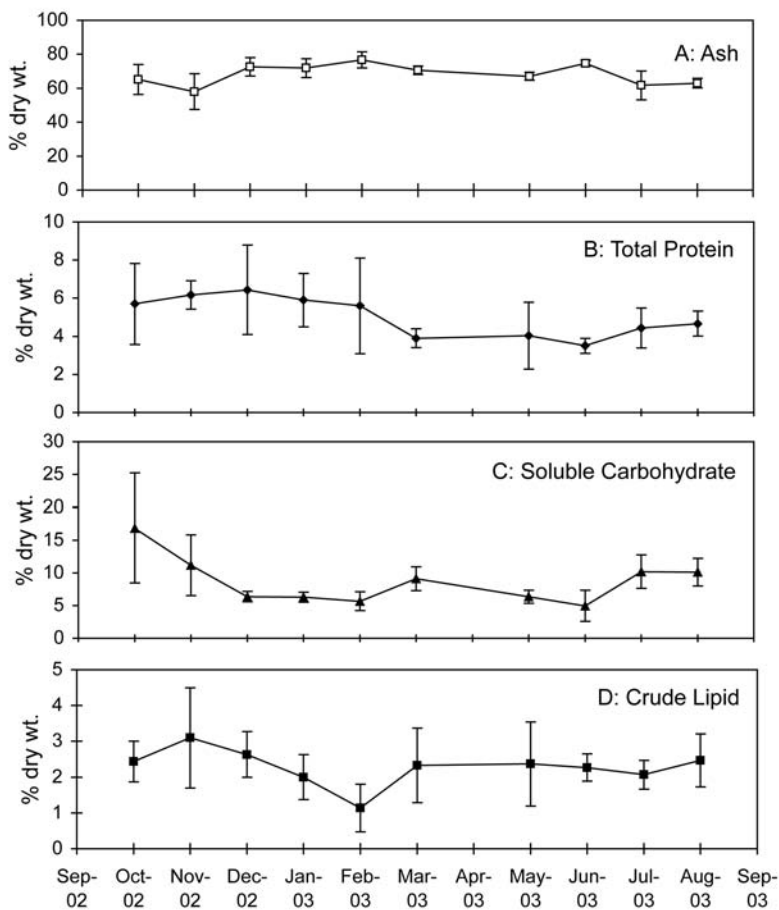 100
80
60
40
20
0
% dry wt.
A: Ash
10
8
6
4
2
0
% dry wt.
B: Total Protein
30
25
20
15
10
5
0
% dry wt.
C: Soluble Carbohydrate
5
4
3
2
1
0
% dry wt.
D: Crude Lipid
Sep- Oct- Nov- Dec- Jan- Feb- Mar- Apr- May- Jun- Jul- Aug- Sep-
02 02 02 02 03 03 03 03 03 03 03 03 03